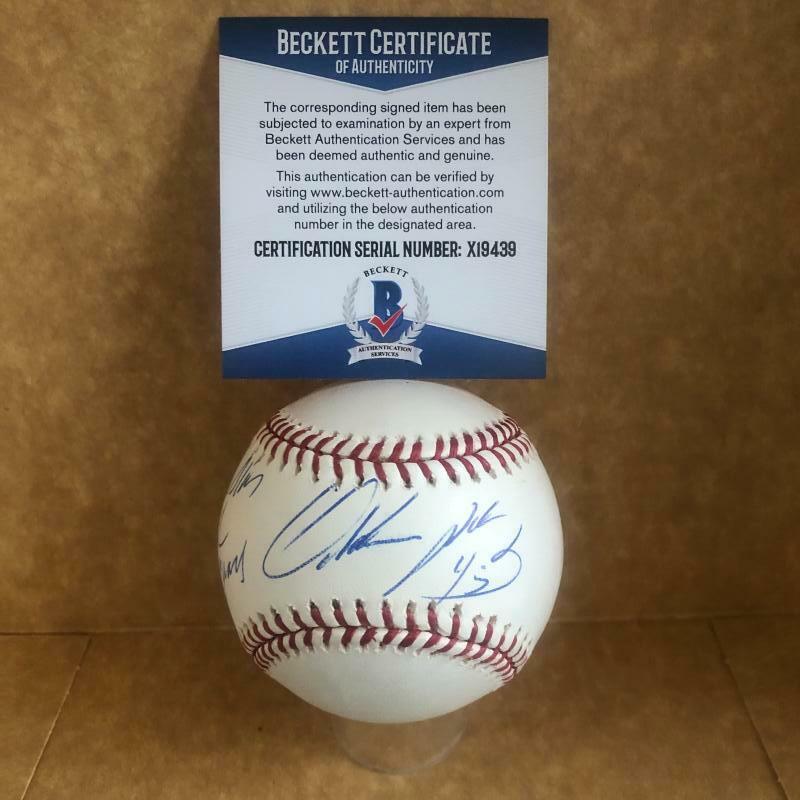 BECKETT CERTIFICATE
OF AUTHENTICITY
The corresponding signed item has been
subjected to examination by an expert from
Beckett Authentication Services and has
been deemed authentic and genuine.
This authentication can be verified by
visiting www.beckett-authentication.com
and utilizing the below authentication
number in the designated area.
CERTIFICATION SERIAL NUMBER: X19439
BECKETT
B
AUTHENTICATION
SERVICES